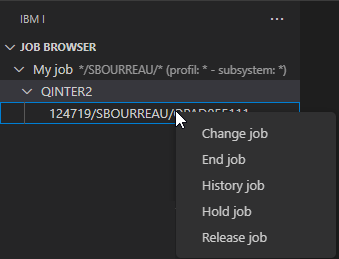 IBM I
JOB BROWSER
My job */SBOURREAU/* (profil: * - subsystem: *)
QINTER2
124719/SBOURREAU/QPAD055111
Change job
End job
History job
Hold job
Release job